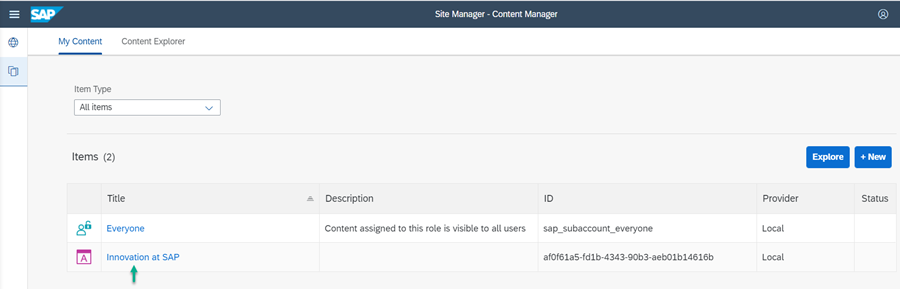 SAP Site Manager - Content Manager
My Content Content Explorer
Item Type
All items
Items (2) Explore + New
Title Description ID Provider Status
Everyone Content assigned to this role is visible to all users sap_subaccount_everyone Local
A Innovation at SAP af0f61a5-fd1b-4343-90b3-aeb01b14616b Local